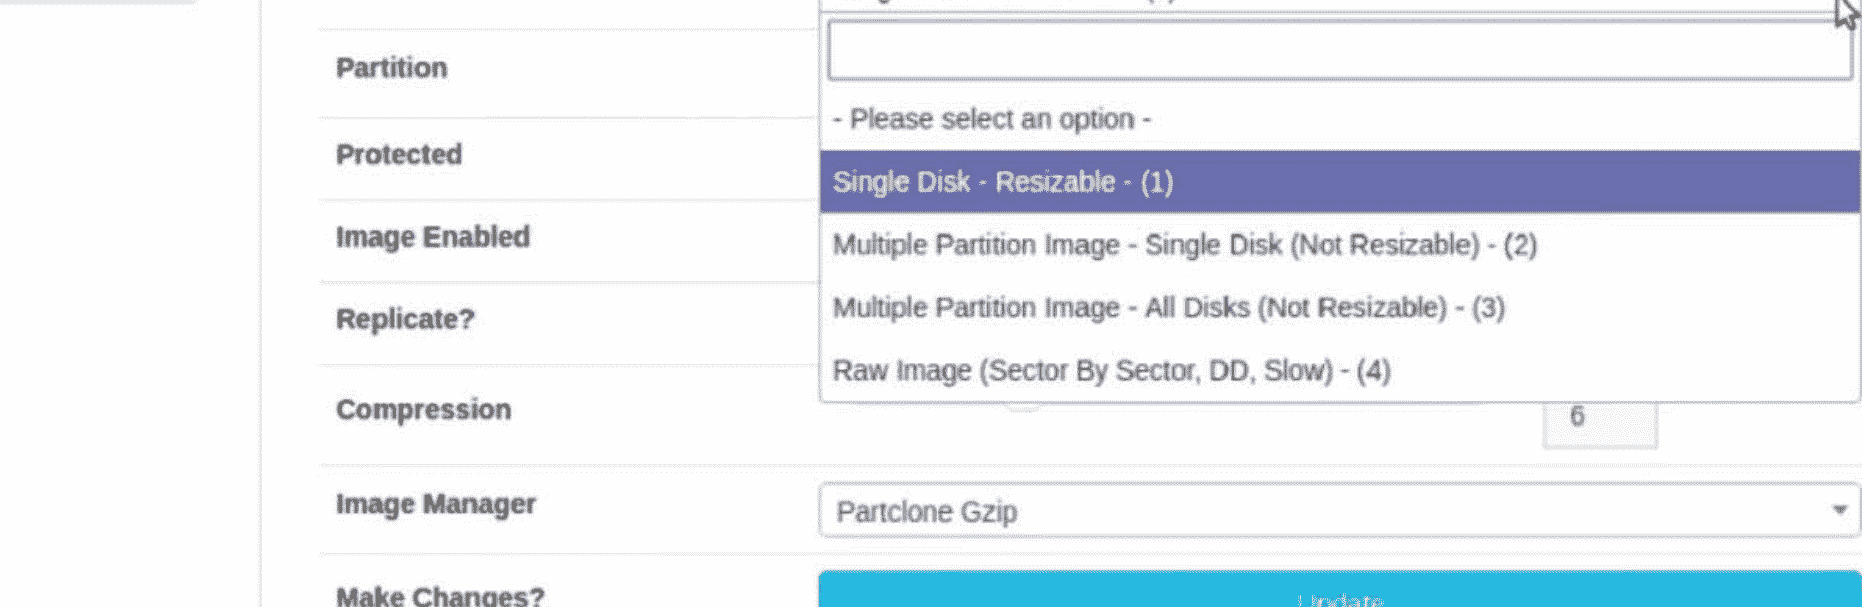 Partition
- Please select an option -
Protected
Single Disk - Resizable - (1)
Image Enabled
Multiple Partition Image - Single Disk (Not Resizable) - (2)
Replicate?
Multiple Partition Image - All Disks (Not Resizable) - (3)
Raw Image (Sector By Sector, DD, Slow) - (4)
Compression
6
Image Manager
Partclone Gzip
Make Changes?
Update